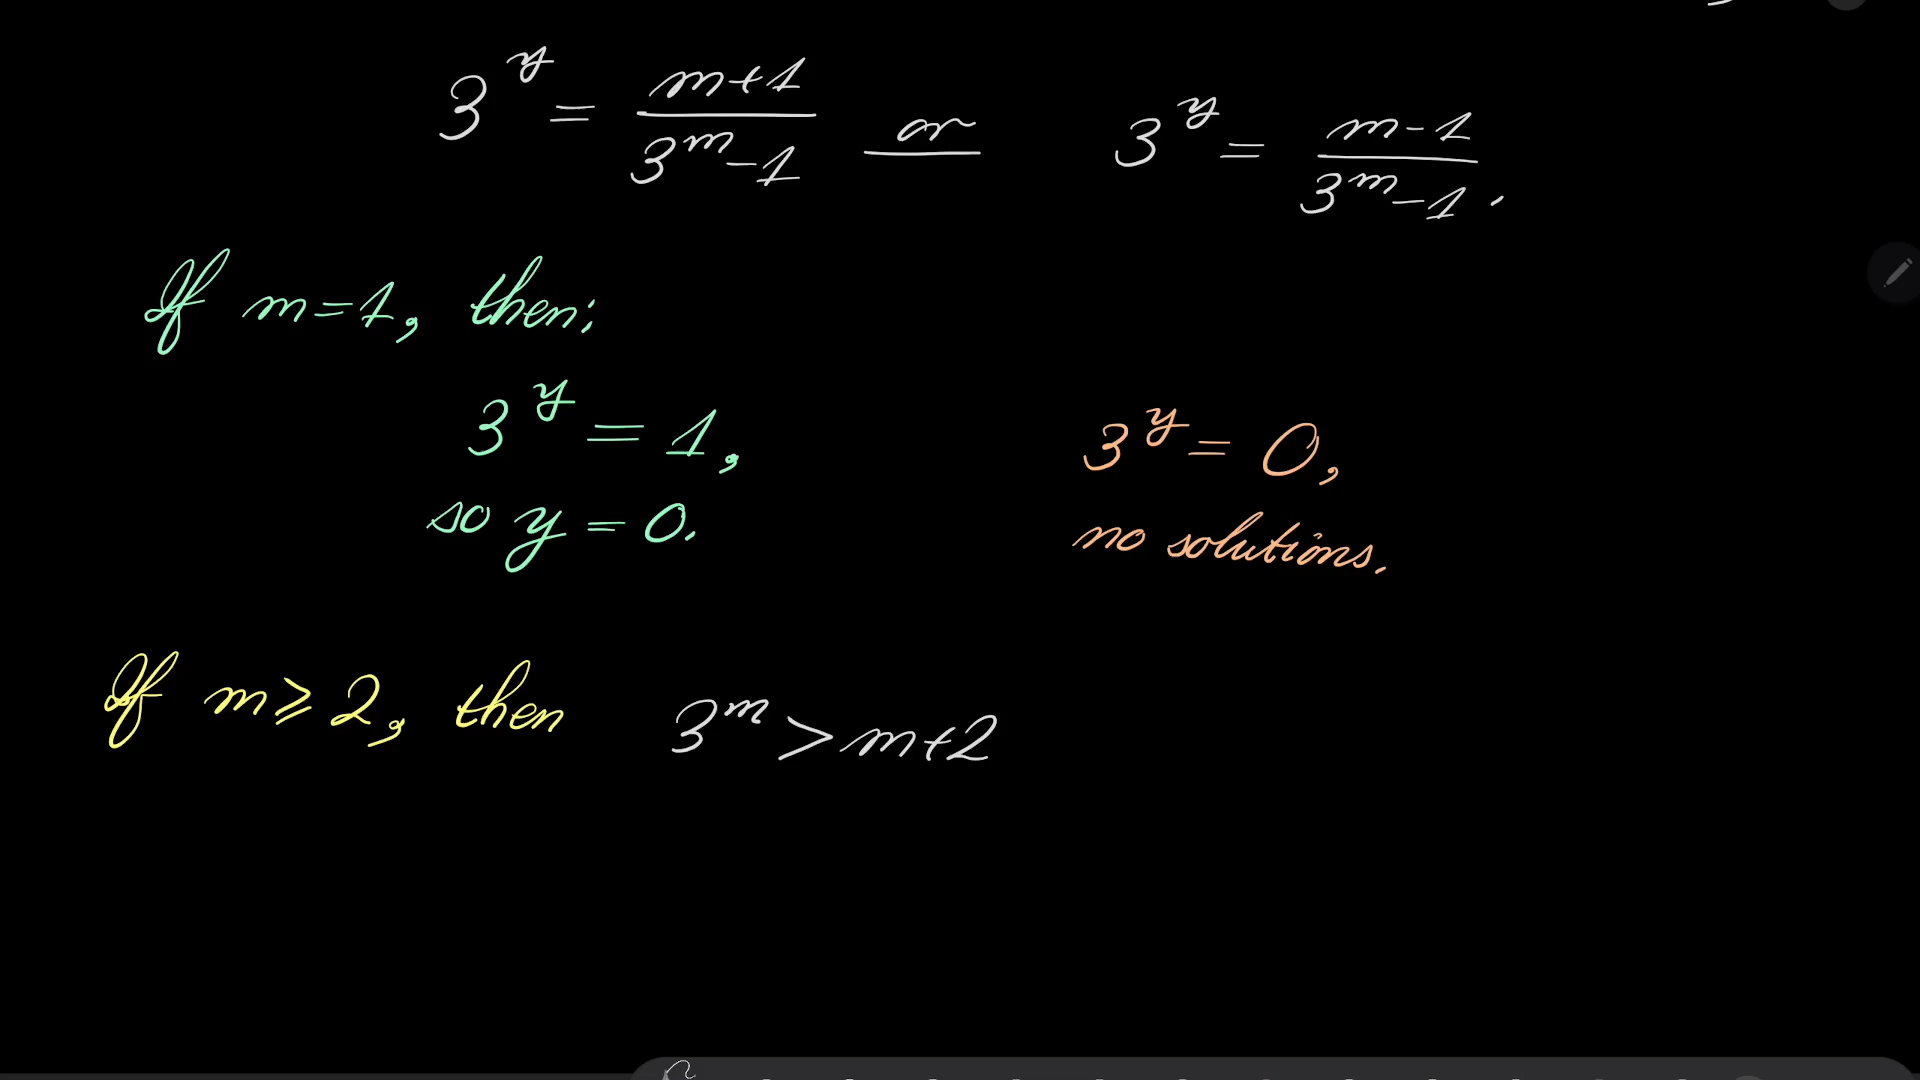 3^y = (m+1)/(3^m-1) or 3^y = (m-1)/(3^m-1).
If m=1, then:
3^y = 1, 3^y = 0,
so y = 0. no solutions.
If m⩾2, then 3^m > m+2